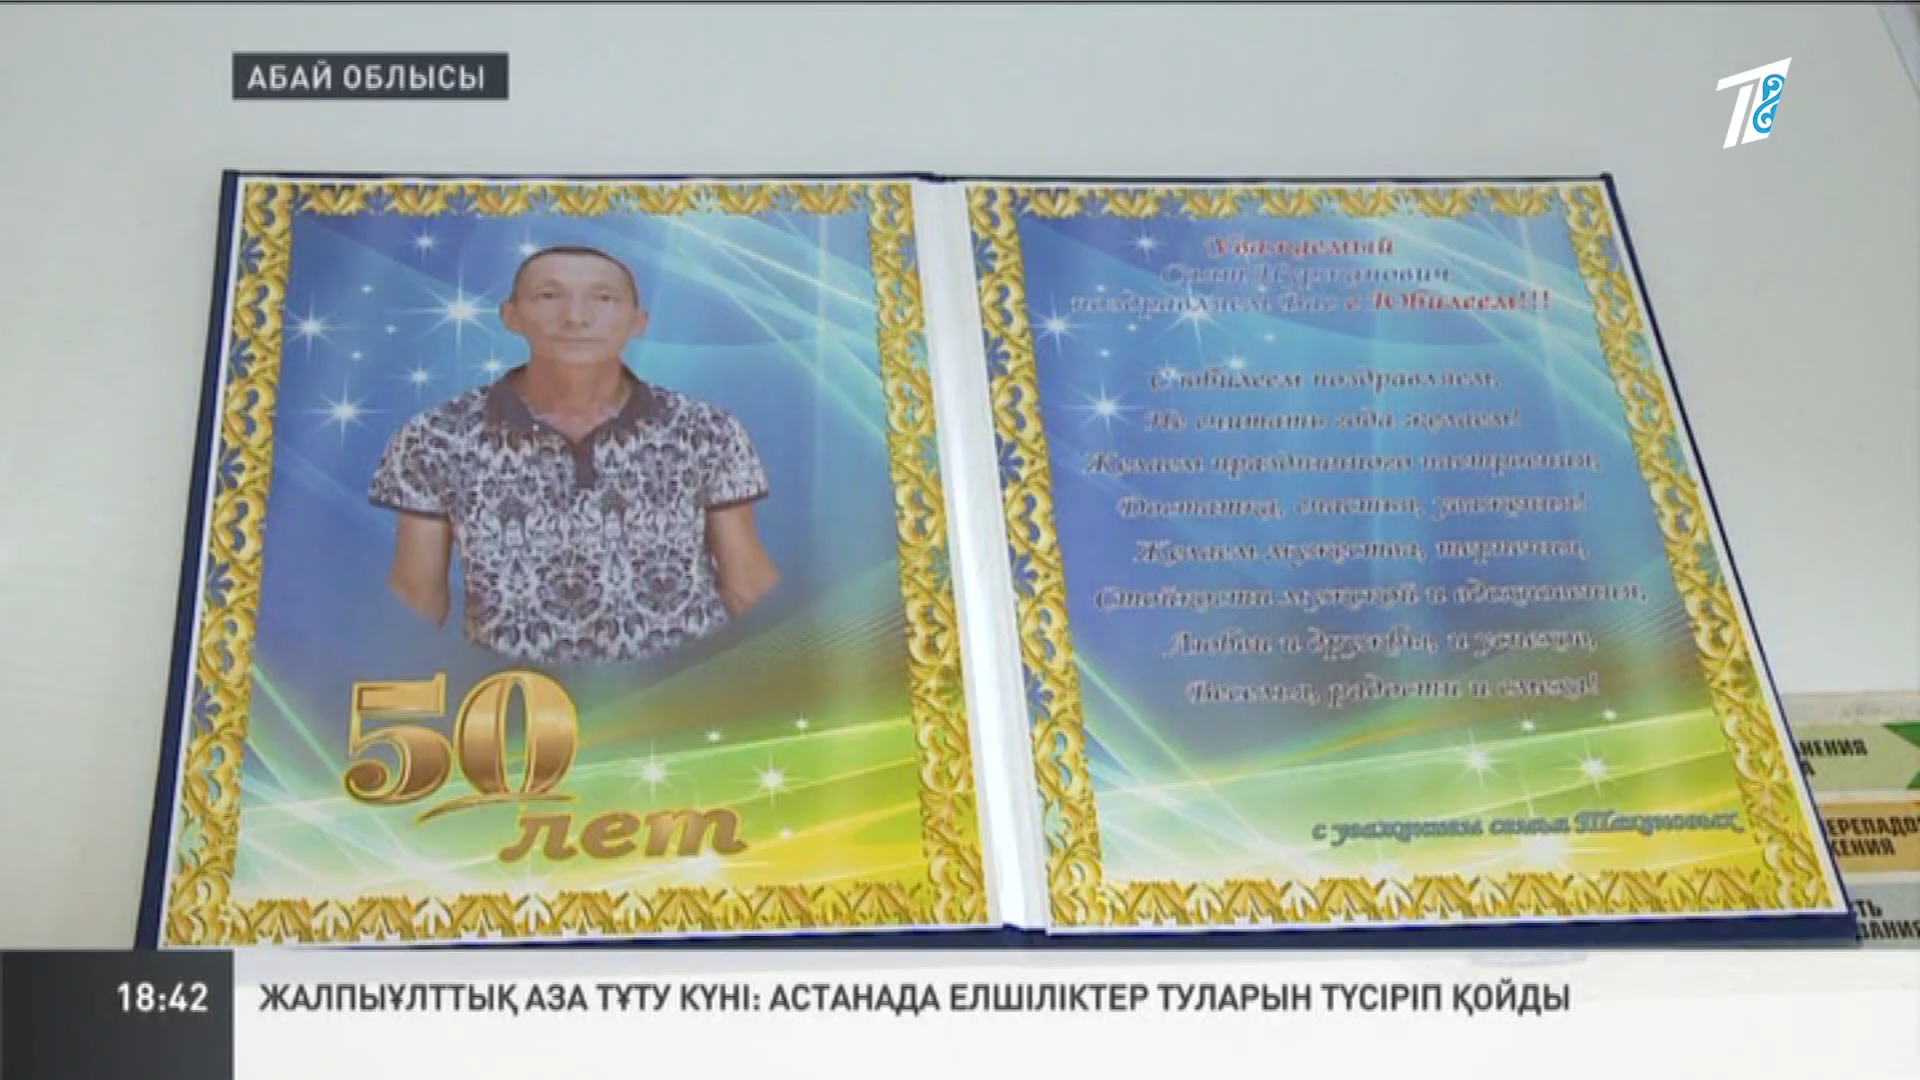 АБАЙ ОБЛЫСЫ
50
лет
Уважаемый
поздравляем Вас с Юбилеем!!!
С юбилеем поздравляем,
Не считать года желаем!
Желаем праздничного настроения,
Достатка, счастья, уважения!
Желаем мужества, терпения,
Стойкости мужской и вдохновения,
Любви и дружбы, и успехов,
Веселья, радости и смеха!
с уважением семья
18:42
ЖАЛПЫҰЛТТЫҚ АЗА ТҰТУ КҮНІ: АСТАНАДА ЕЛШІЛІКТЕР ТУЛАРЫН ТҮСІРІП ҚОЙДЫ